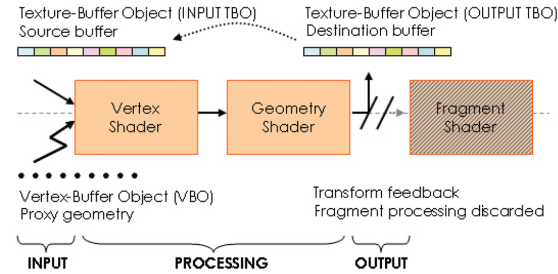 Texture-Buffer Object (INPUT TBO)
Source buffer
Texture-Buffer Object (OUTPUT TBO)
Destination buffer
Vertex
Shader
Geometry
Shader
Fragment
Shader
Vertex-Buffer Object (VBO)
Proxy geometry
Transform feedback
Fragment processing discarded
INPUT
PROCESSING
OUTPUT